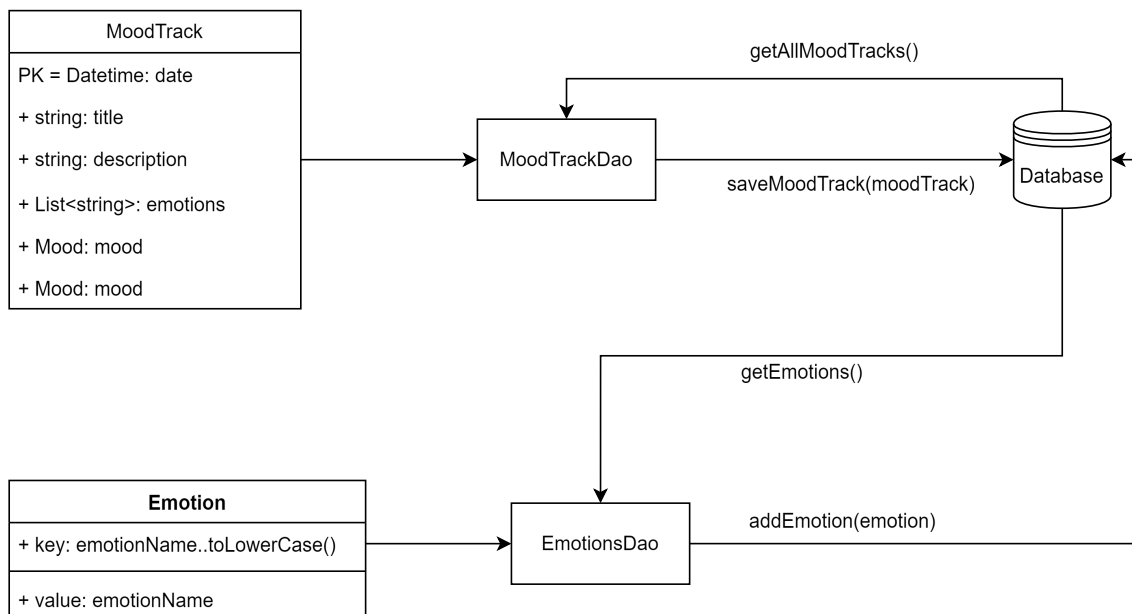 MoodTrack
PK = Datetime: date
+ string: title
+ string: description
+ List<string>: emotions
+ Mood: mood
+ Mood: mood
getAllMoodTracks()
MoodTrackDao
saveMoodTrack(moodTrack)
Database
getEmotions()
Emotion
+ key: emotionName..toLowerCase()
+ value: emotionName
EmotionsDao
addEmotion(emotion)